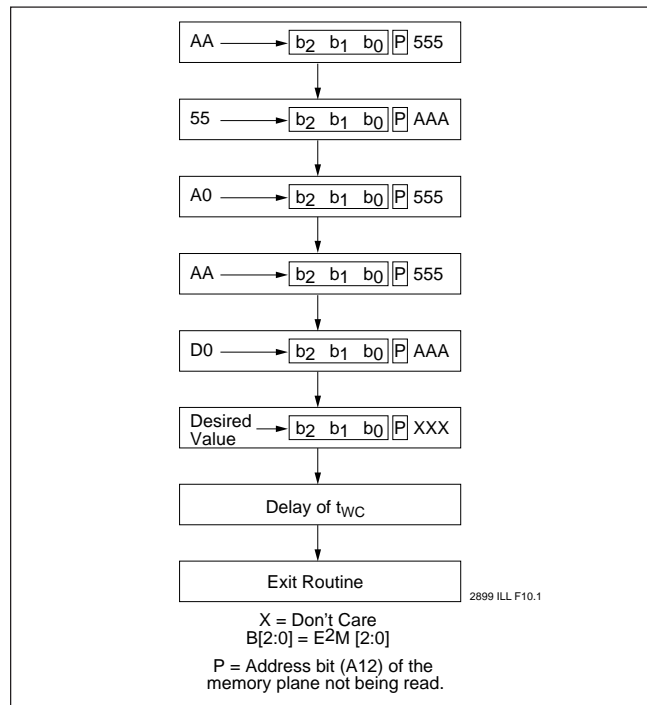 AA b2 b1 b0 P 555
55 b2 b1 b0 P AAA
A0 b2 b1 b0 P 555
AA b2 b1 b0 P 555
D0 b2 b1 b0 P AAA
Desired
Value b2 b1 b0 P XXX
Delay of tWC
Exit Routine
2899 ILL F10.1
X = Don't Care
B[2:0] = E2M [2:0]
P = Address bit (A12) of the
memory plane not being read.